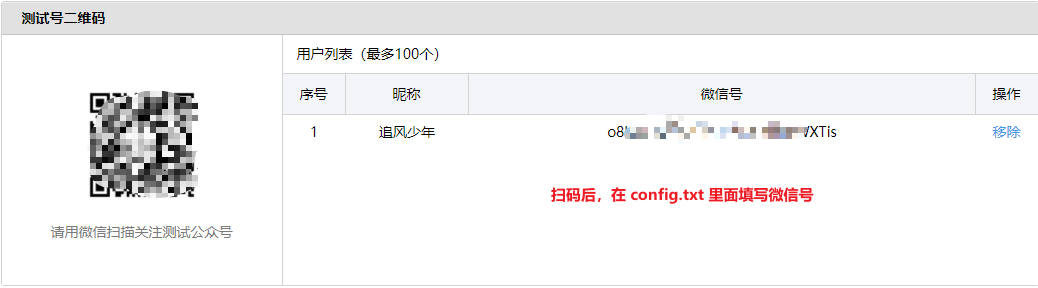 测试号二维码
用户列表（最多100个）
序号 昵称 微信号 操作
1 追风少年 移除
扫码后，在 config.txt 里面填写微信号
请用微信扫描关注测试公众号